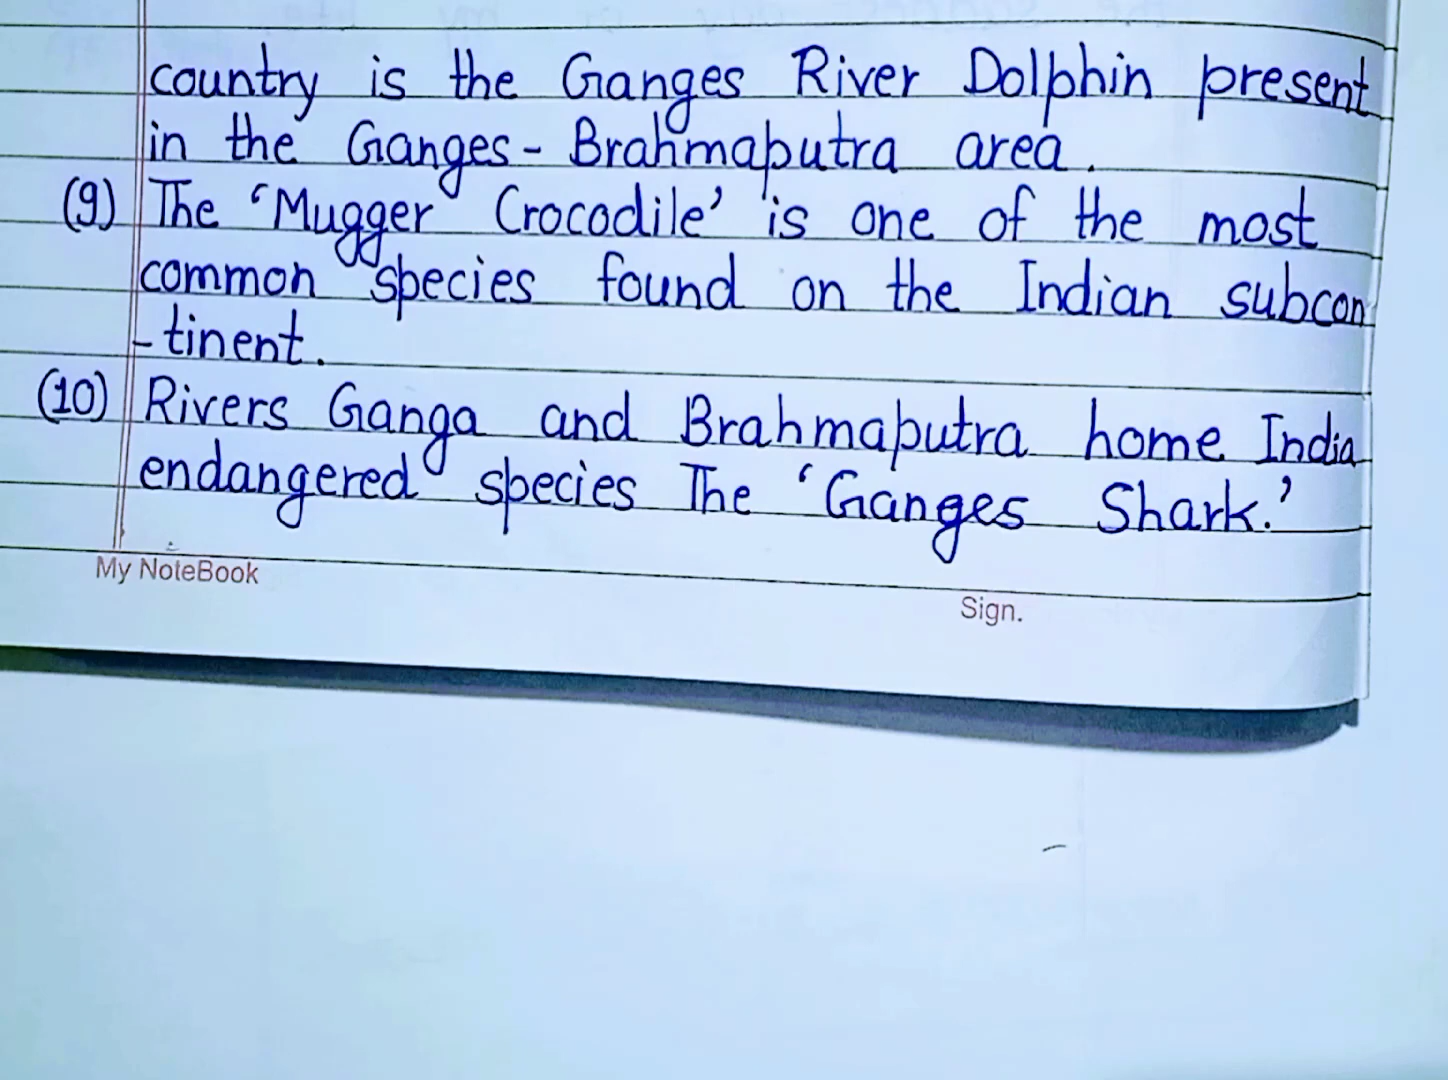 country is the Ganges River Dolphin present
in the Ganges - Brahmaputra area.
(9) The 'Mugger Crocodile' is one of the most
common species found on the Indian subcon
-tinent.
(10) Rivers Ganga and Brahmaputra home India
endangered species The 'Ganges Shark.'
My NoteBook
Sign.